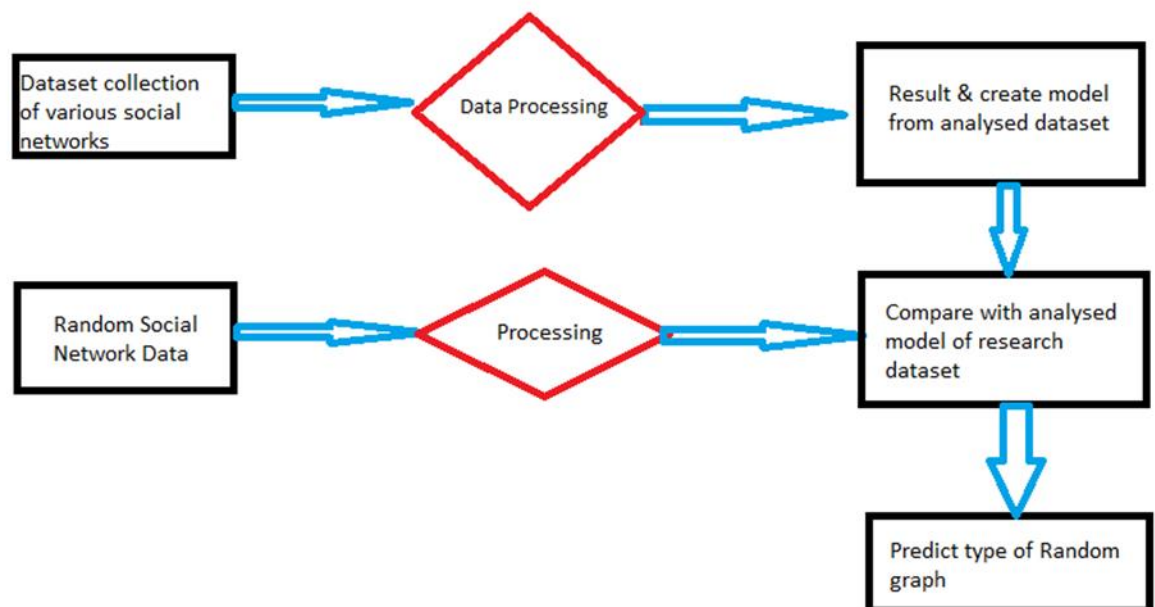 Dataset collection
of various social
networks
Data Processing
Result & create model
from analysed dataset
Random Social
Network Data
Processing
Compare with analysed
model of research
dataset
Predict type of Random
graph